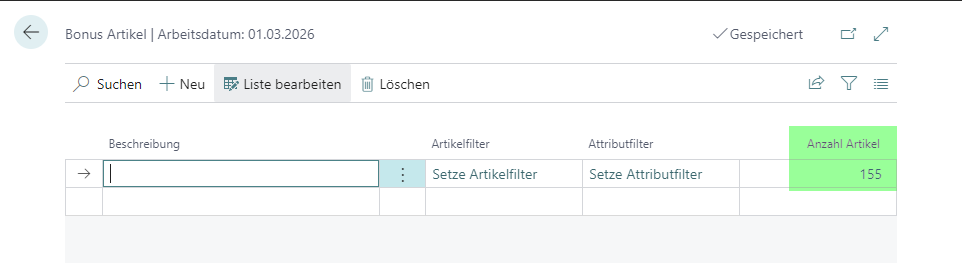 Bonus Artikel | Arbeitsdatum: 01.03.2026
Gespeichert
Suchen Neu Liste bearbeiten Löschen
Beschreibung Artikelfilter Attributfilter Anzahl Artikel
Setze Artikelfilter Setze Attributfilter 155